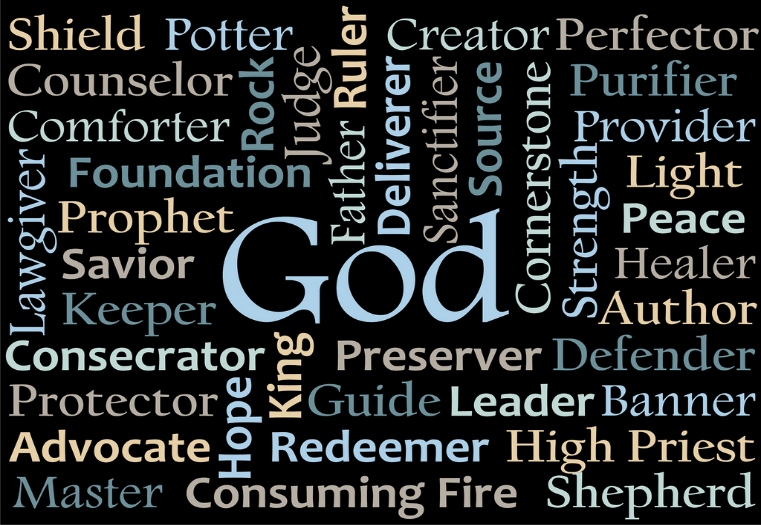 Shield
Potter
Ruler
Creator
Perfector
Counselor
Rock
Judge
Deliverer
Sanctifier
Source
Cornerstone
Purifier
Comforter
Father
Provider
Foundation
Strength
Light
Lawgiver
Prophet
God
Peace
Savior
Healer
Keeper
Author
Consecrator
King
Preserver
Defender
Protector
Hope
Guide
Leader
Banner
Advocate
Redeemer
High Priest
Master
Consuming Fire
Shepherd